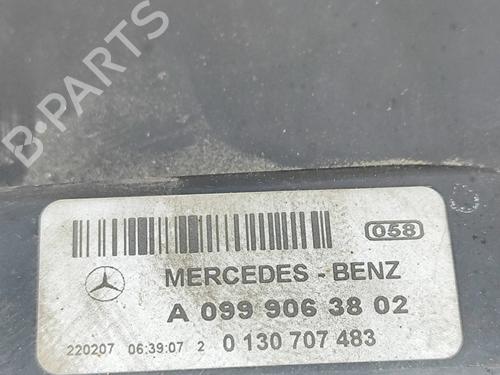 B-PARTS
058
MERCEDES - BENZ
A 099 906 38 02
220207 06:39:07 2 0 130 707 483